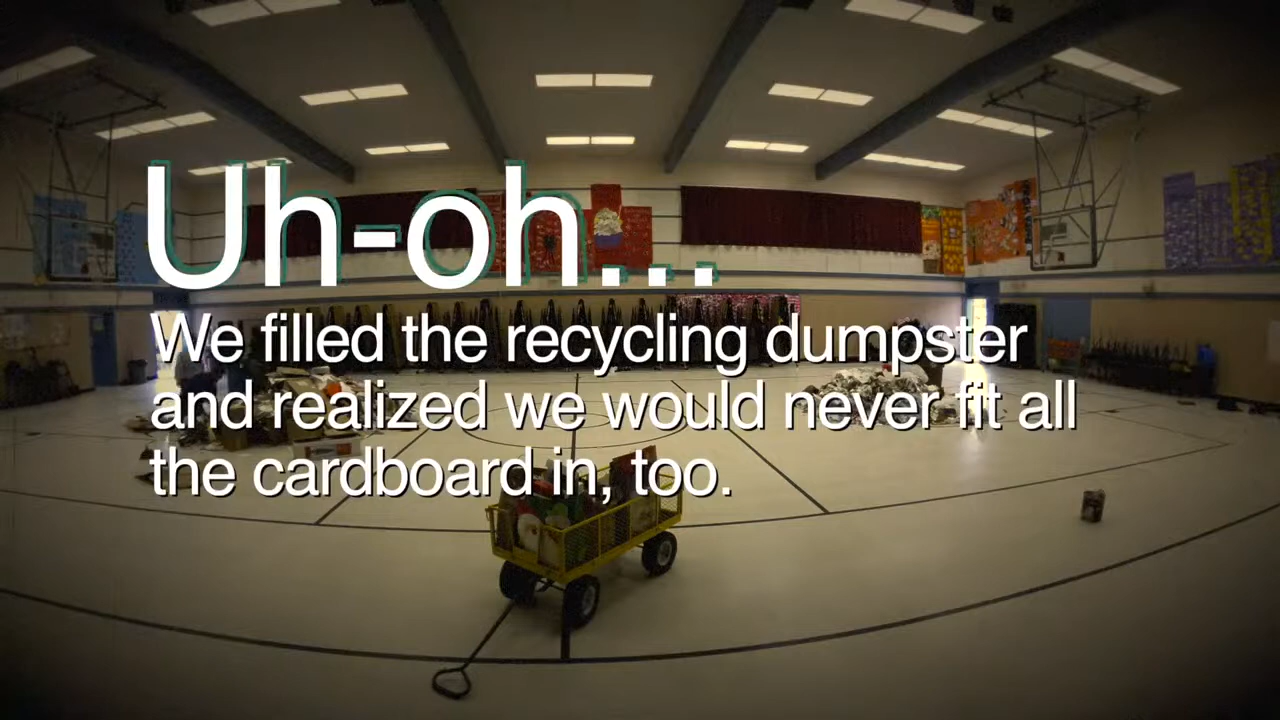 Uh-oh...
We filled the recycling dumpster
and realized we would never fit all
the cardboard in, too.